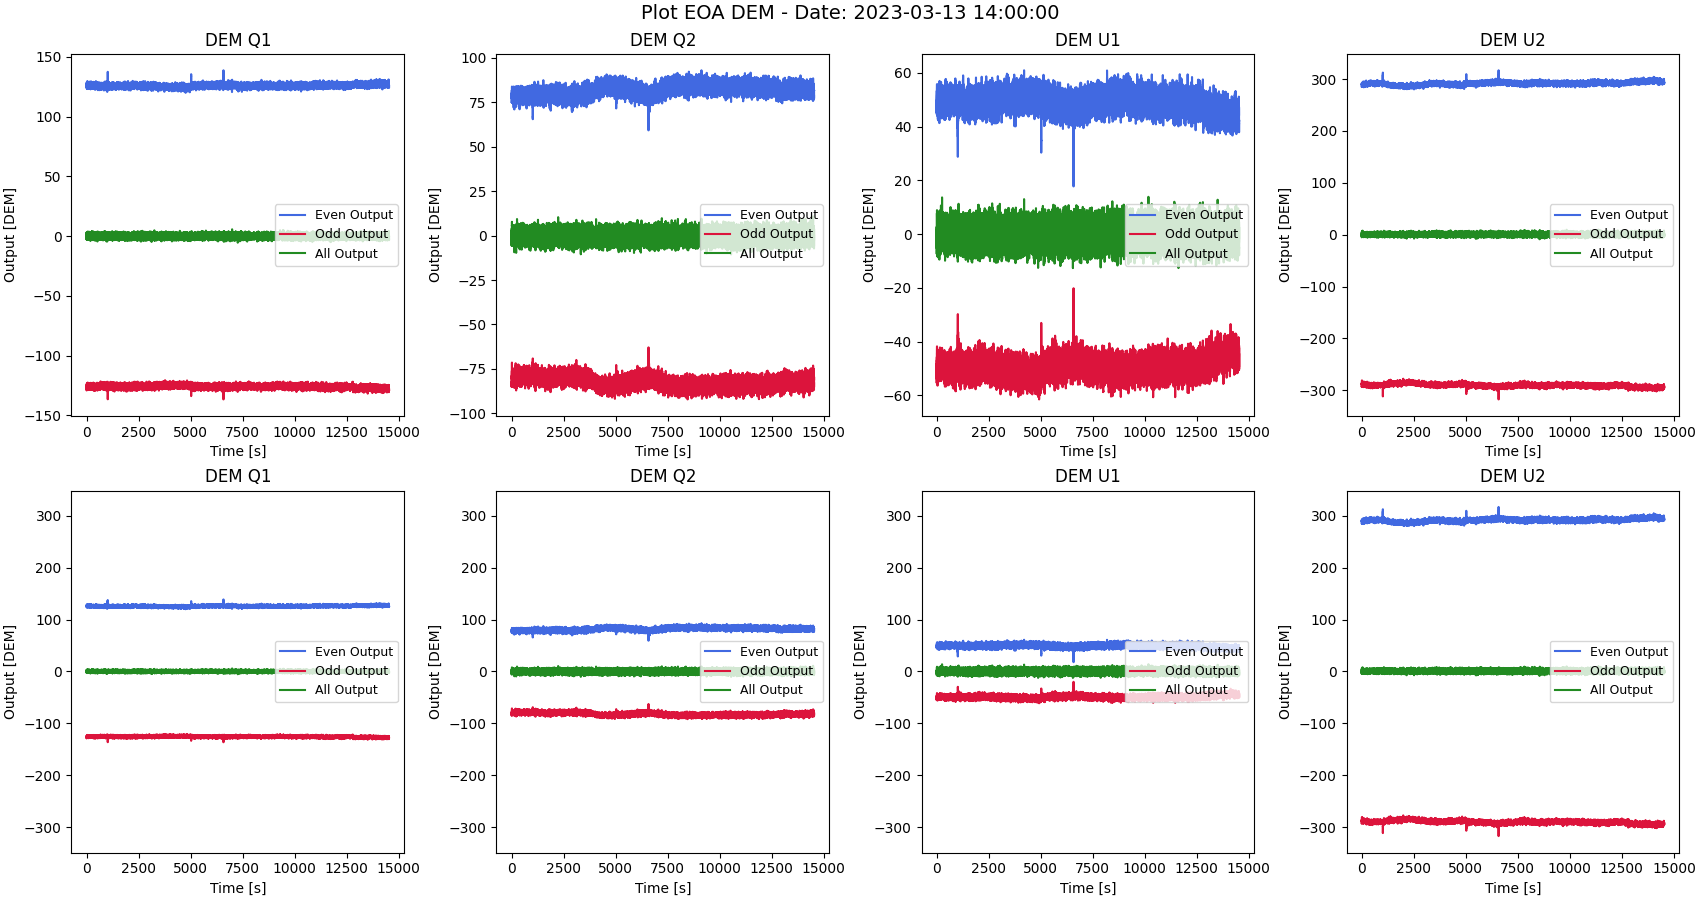 Plot EOA DEM - Date: 2023-03-13 14:00:00
DEM Q1
Output [DEM]
150
100
50
0
−50
−100
−150
Even Output
Odd Output
All Output
0 2500 5000 7500 10000 12500 15000
Time [s]
DEM Q2
Output [DEM]
100
75
50
25
0
−25
−50
−75
−100
Even Output
Odd Output
All Output
0 2500 5000 7500 10000 12500 15000
Time [s]
DEM U1
Output [DEM]
60
40
20
0
−20
−40
−60
Even Output
Odd Output
All Output
0 2500 5000 7500 10000 12500 15000
Time [s]
DEM U2
Output [DEM]
300
200
100
0
−100
−200
−300
Even Output
Odd Output
All Output
0 2500 5000 7500 10000 12500 15000
Time [s]
DEM Q1
Output [DEM]
300
200
100
0
−100
−200
−300
Even Output
Odd Output
All Output
0 2500 5000 7500 10000 12500 15000
Time [s]
DEM Q2
Output [DEM]
300
200
100
0
−100
−200
−300
Even Output
Odd Output
All Output
0 2500 5000 7500 10000 12500 15000
Time [s]
DEM U1
Output [DEM]
300
200
100
0
−100
−200
−300
Even Output
Odd Output
All Output
0 2500 5000 7500 10000 12500 15000
Time [s]
DEM U2
Output [DEM]
300
200
100
0
−100
−200
−300
Even Output
Odd Output
All Output
0 2500 5000 7500 10000 12500 15000
Time [s]